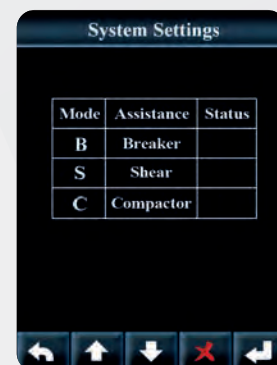 System Settings
Mode Assistance Status
B Breaker
S Shear
C Compactor